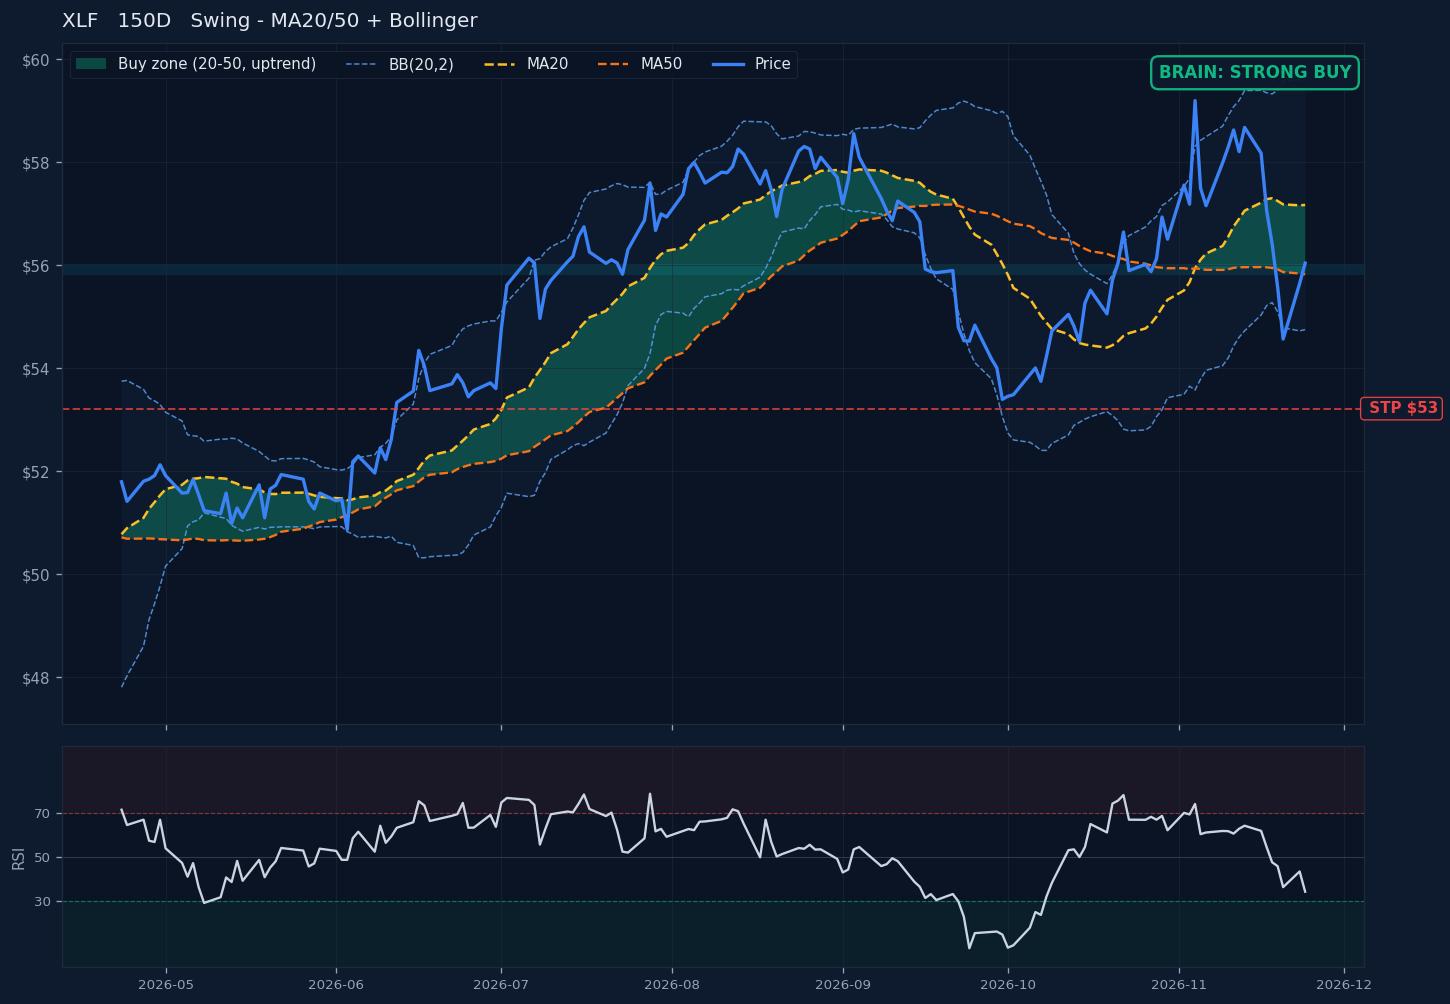 XLF   150D   Swing - MA20/50 + Bollinger
Buy zone (20-50, uptrend)
BB(20,2)
MA20
MA50
Price
BRAIN: STRONG BUY
$60
$58
$56
$54
$52
$50
$48
STP $53
RSI
70
50
30
2026-05
2026-06
2026-07
2026-08
2026-09
2026-10
2026-11
2026-12